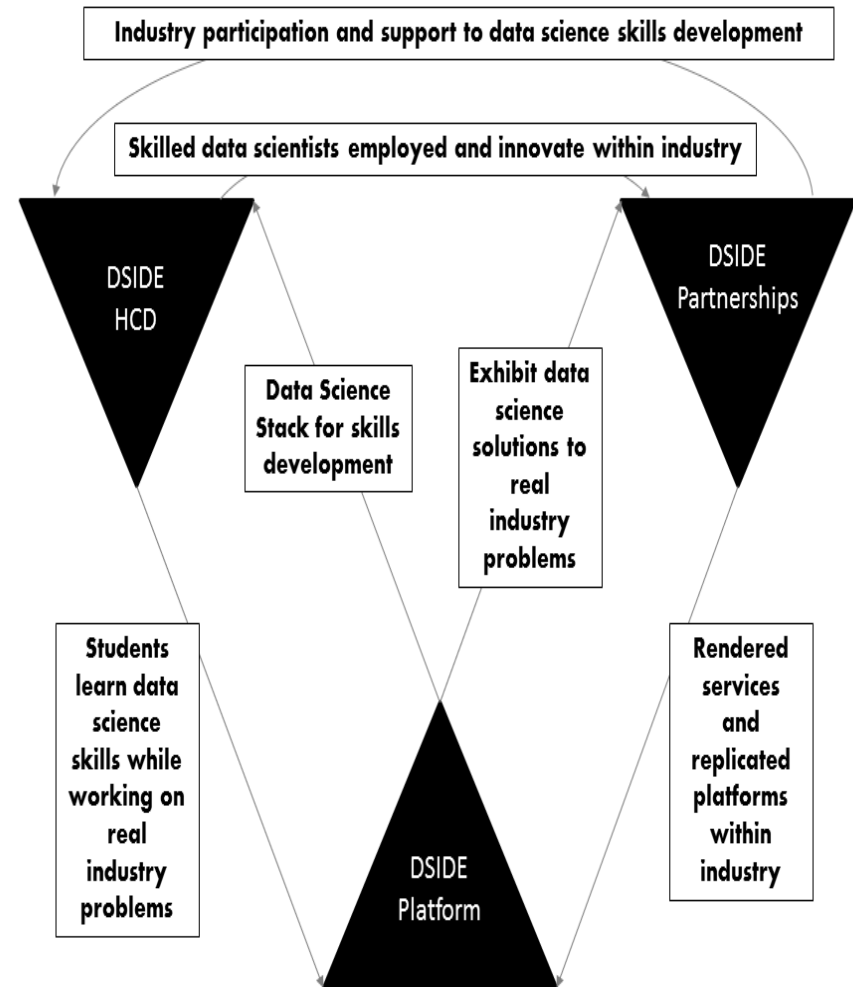 Industry participation and support to data science skills development
Skilled data scientists employed and innovate within industry
DSIDE
HCD
DSIDE
Partnerships
Data Science
Stack for skills
development
Exhibit data
science
solutions to
real
industry
problems
Students
learn data
science
skills while
working on
real
industry
problems
Rendered
services
and
replicated
platforms
within
industry
DSIDE
Platform